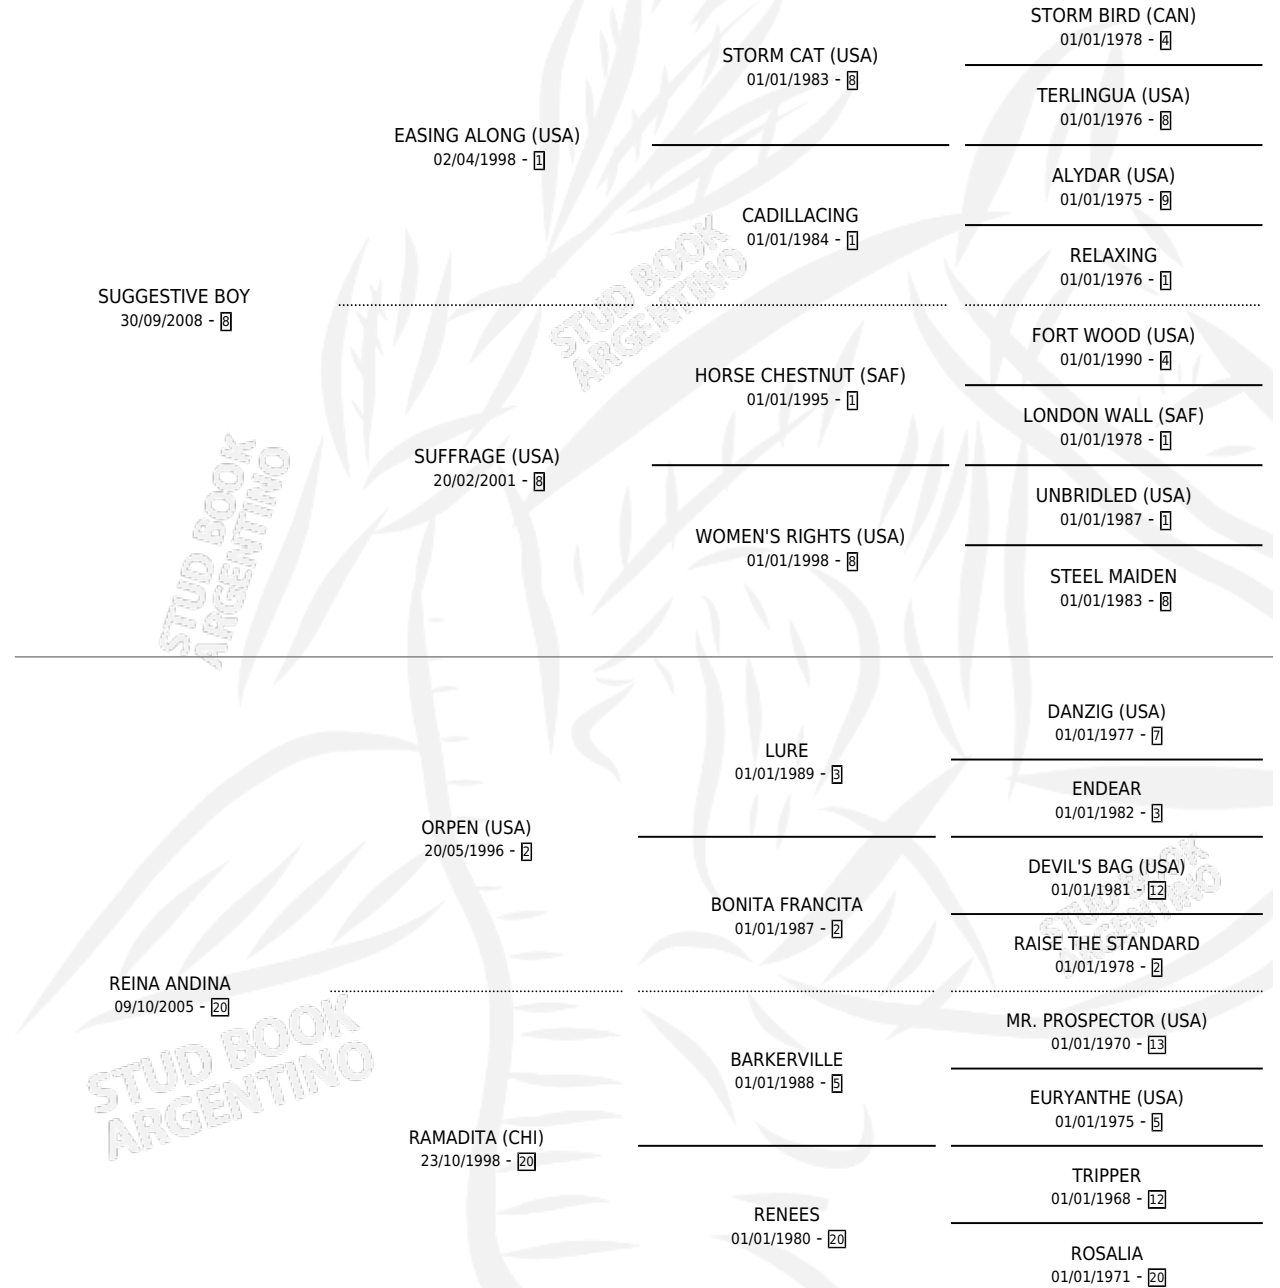 STORM BIRD (CAN)
01/01/1978 - 4
STORM CAT (USA)
01/01/1983 - 8
TERLINGUA (USA)
01/01/1976 - 8
EASING ALONG (USA)
02/04/1998 - 1
ALYDAR (USA)
01/01/1975 - 9
CADILLACING
01/01/1984 - 1
RELAXING
01/01/1976 - 1
SUGGESTIVE BOY
30/09/2008 - 8
STUD BOOK
ARGENTINO
FORT WOOD (USA)
01/01/1990 - 4
HORSE CHESTNUT (SAF)
01/01/1995 - 1
LONDON WALL (SAF)
01/01/1978 - 1
SUFFRAGE (USA)
20/02/2001 - 8
UNBRIDLED (USA)
01/01/1987 - 1
WOMEN'S RIGHTS (USA)
01/01/1998 - 8
STEEL MAIDEN
01/01/1983 - 8
STUD BOOK
ARGENTINO
DANZIG (USA)
01/01/1977 - 7
LURE
01/01/1989 - 3
ENDEAR
01/01/1982 - 3
ORPEN (USA)
20/05/1996 - 2
DEVIL'S BAG (USA)
01/01/1981 - 12
STUD BOOK
ARGENTINO
BONITA FRANCITA
01/01/1987 - 2
RAISE THE STANDARD
01/01/1978 - 2
REINA ANDINA
09/10/2005 - 20
MR. PROSPECTOR (USA)
01/01/1970 - 13
BARKERVILLE
01/01/1988 - 5
EURYANTHE (USA)
01/01/1975 - 5
STUD BOOK
ARGENTINO
RAMADITA (CHI)
23/10/1998 - 20
TRIPPER
01/01/1968 - 12
RENEES
01/01/1980 - 20
ROSALIA
01/01/1971 - 20